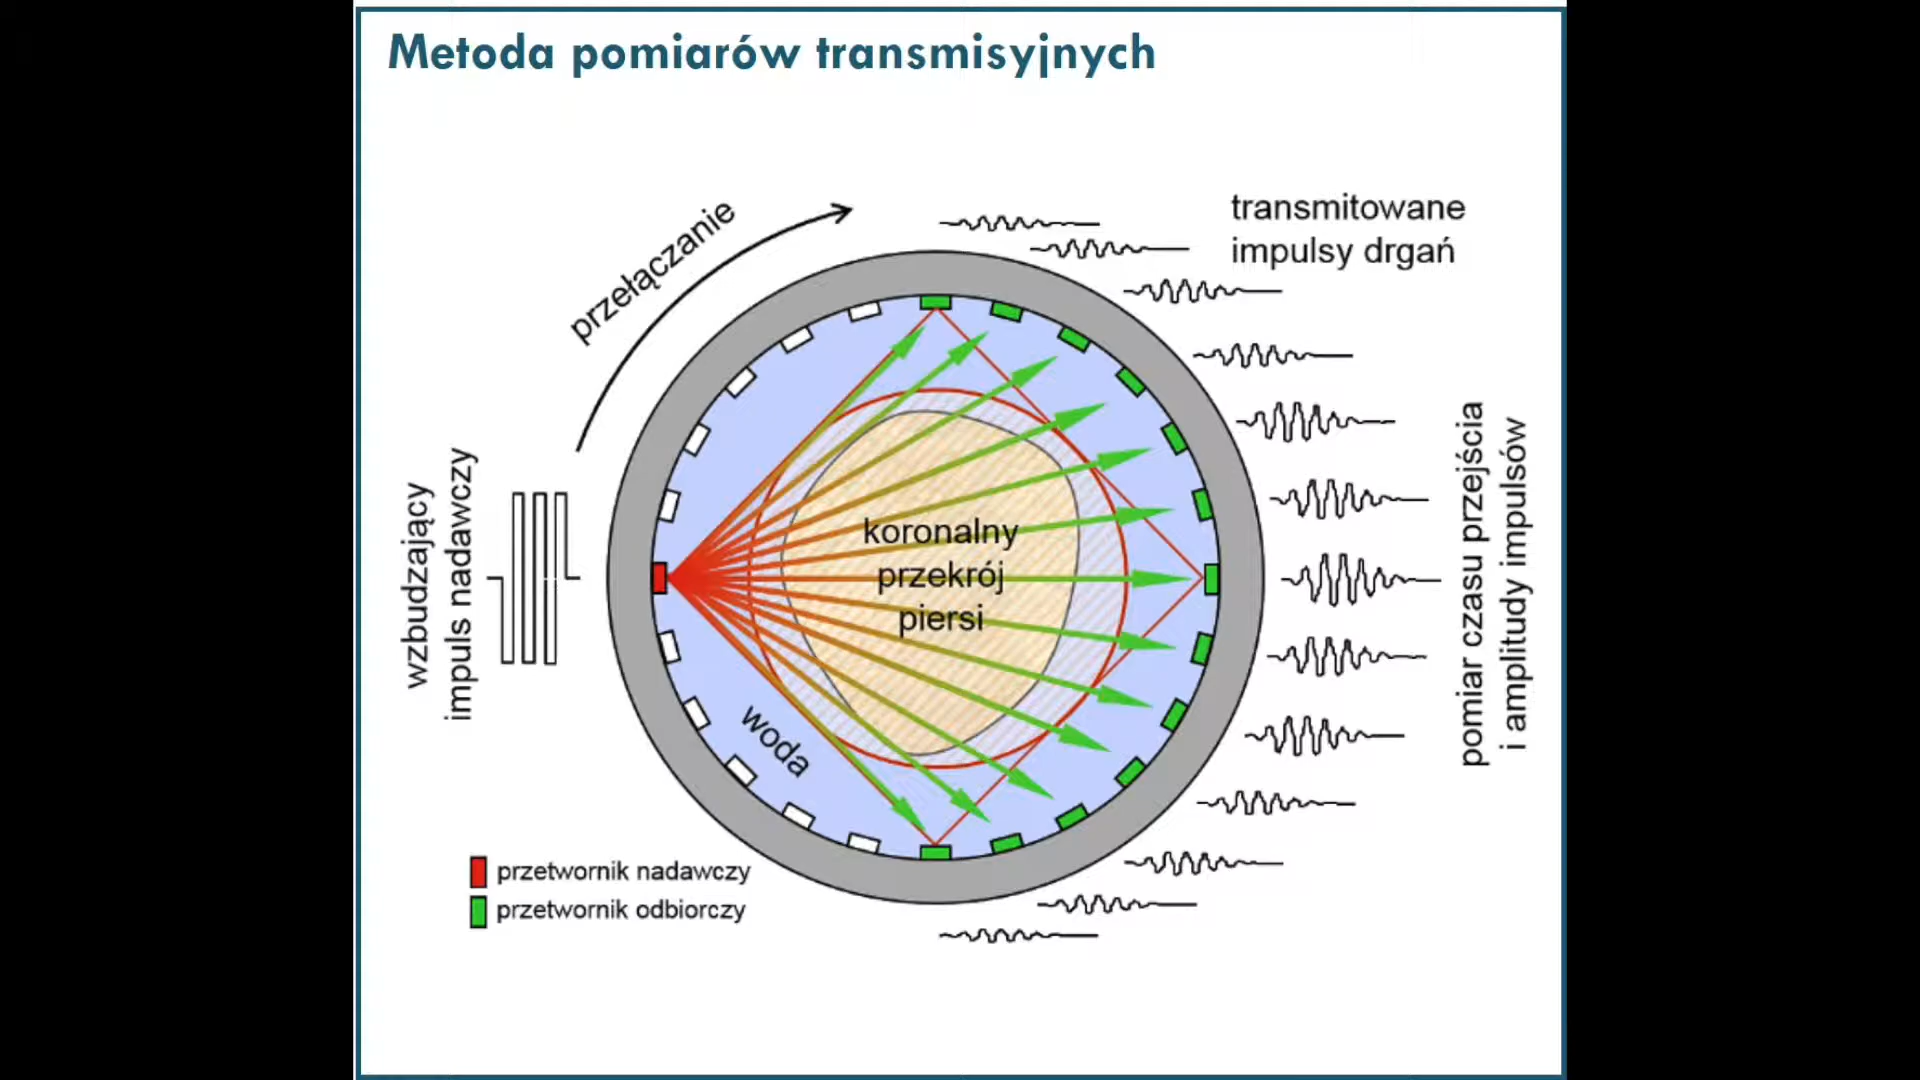 Metoda pomiarów transmisyjnych
przełączanie
transmitowane
impulsy drgań
wzbudzający
impuls nadawczy
koronalny
przekrój
piersi
woda
pomiar czasu przejścia
i amplitudy impulsów
przetwornik nadawczy
przetwornik odbiorczy